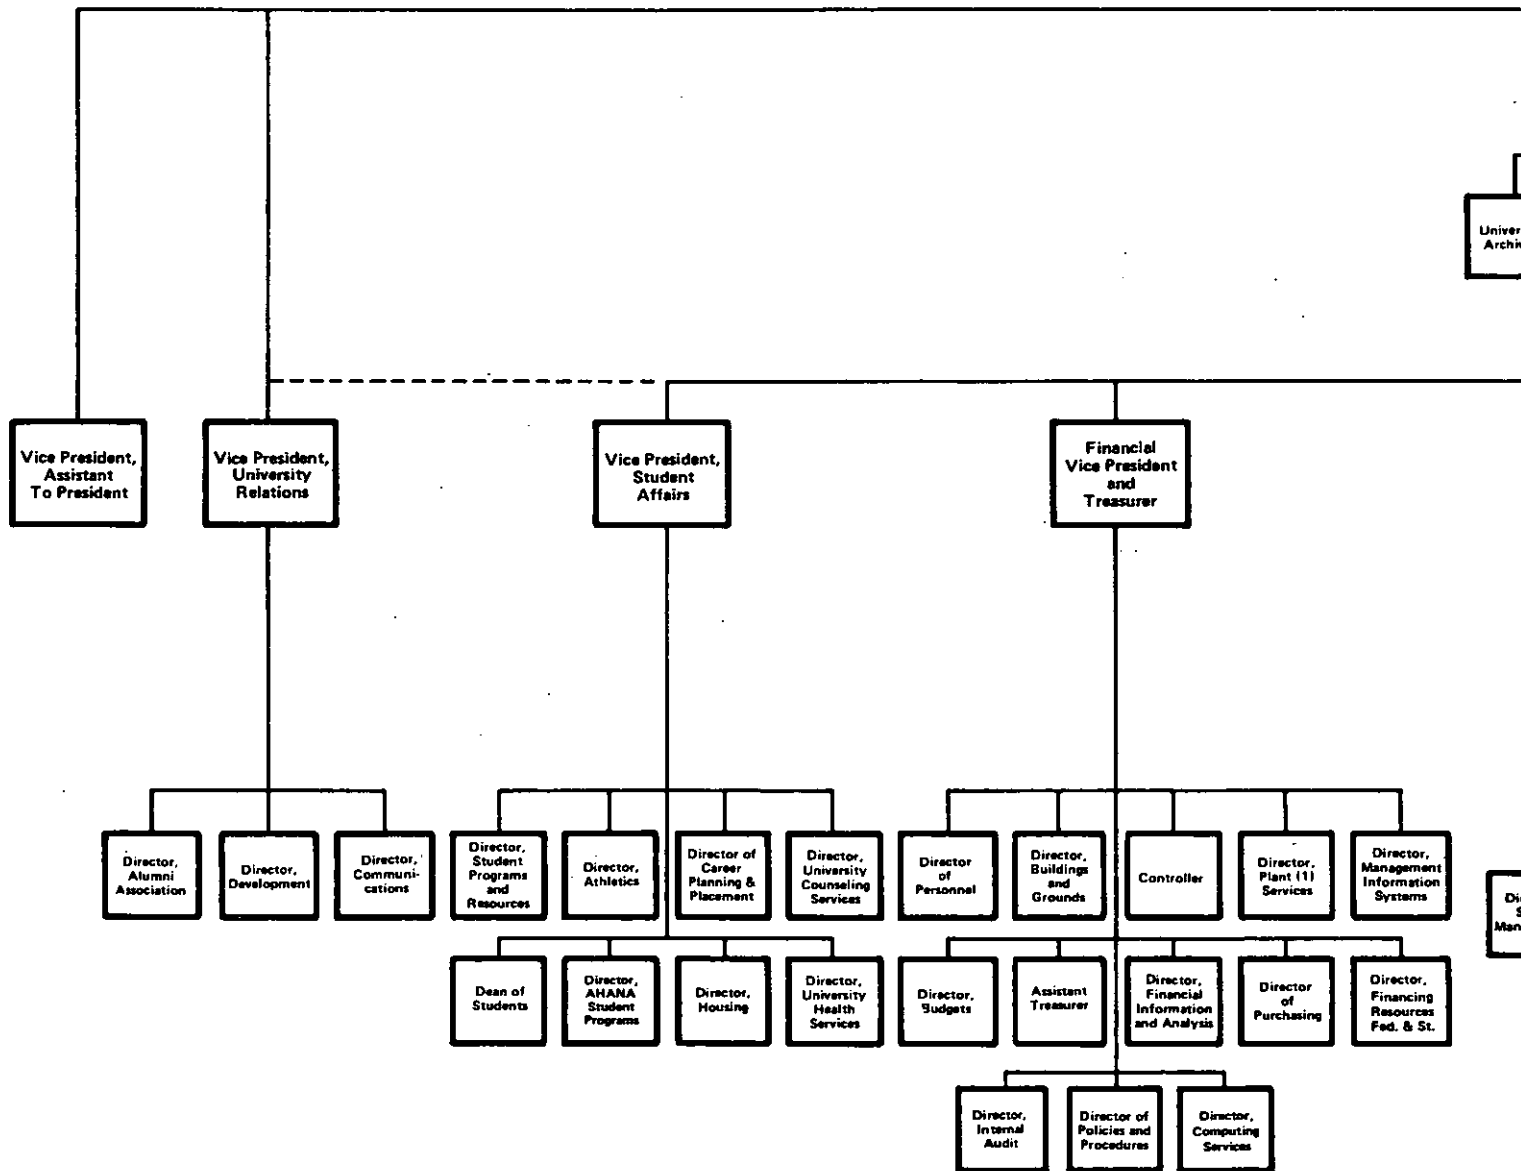 Vice President,
Assistant
To President
Vice President,
University
Relations
Vice President,
Student
Affairs
Financial
Vice President
and
Treasurer
Director,
Alumni
Association
Director,
Development
Director,
Communi-
cations
Director,
Student
Programs
and
Resources
Director,
Athletics
Director of
Career
Planning &
Placement
Director,
University
Counseling
Services
Director
of
Personnel
Director,
Buildings
and
Grounds
Controller
Director,
Plant (1)
Services
Director,
Management
Information
Systems
Dean of
Students
Director,
AHANA
Student
Programs
Director,
Housing
Director,
University
Health
Services
Director,
Budgets
Assistant
Treasurer
Director,
Financial
Information
and Analysis
Director
of
Purchasing
Director,
Financing
Resources
Fed. & St.
Director,
Internal
Audit
Director of
Policies and
Procedures
Director,
Computing
Services